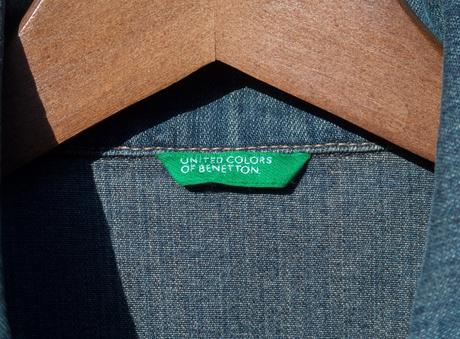 UNITED COLORS
OF BENETTON.